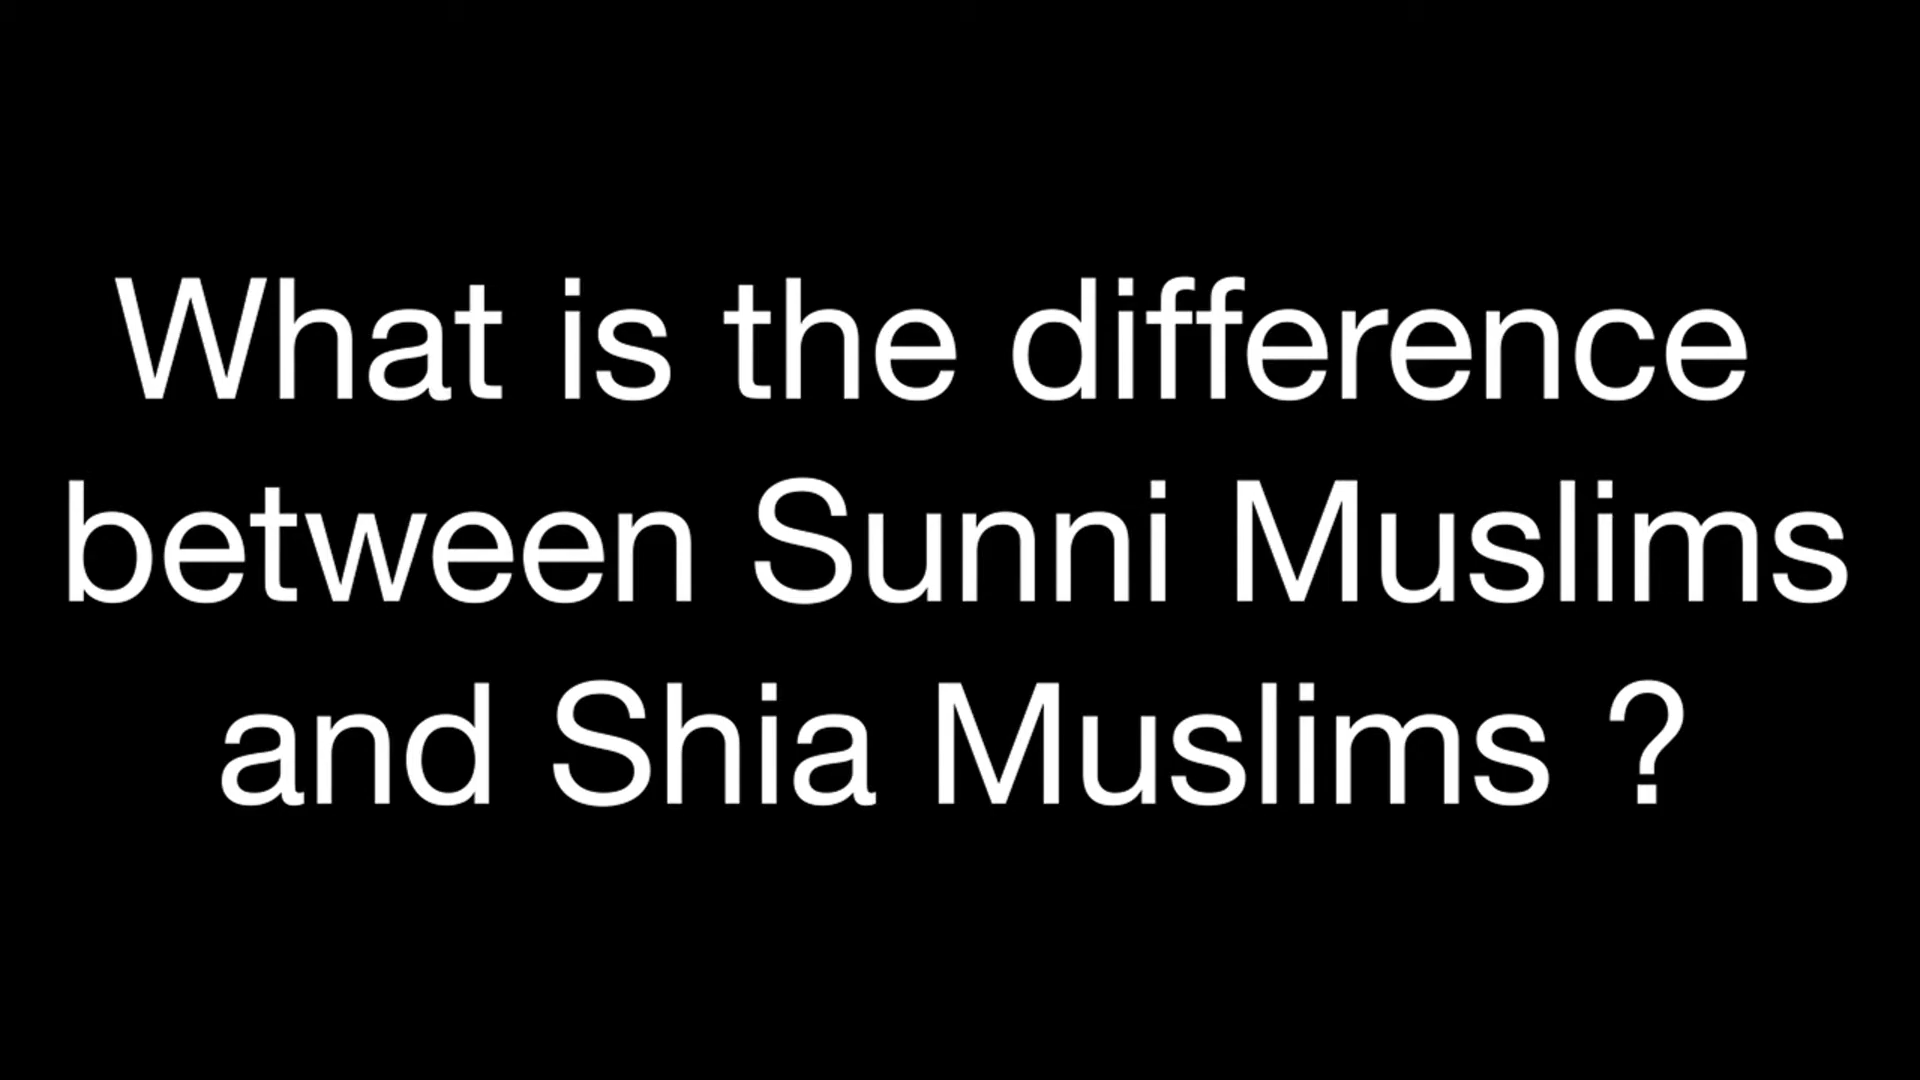 What is the difference
between Sunni Muslims
and Shia Muslims ?